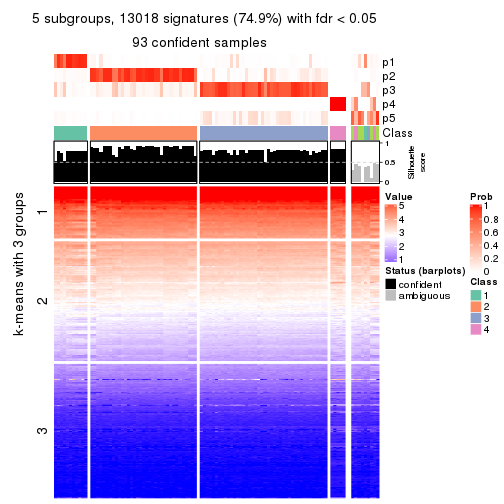 5 subgroups, 13018 signatures (74.9%) with fdr < 0.05
93 confident samples
p1
p2
p3
p4
p5
Class
1
0.5
0
Silhouette
score
k-means with 3 groups
1
2
3
Value
5
4
3
2
1
Status (barplots)
confident
ambiguous
Prob
1
0.8
0.6
0.4
0.2
0
Class
1
2
3
4